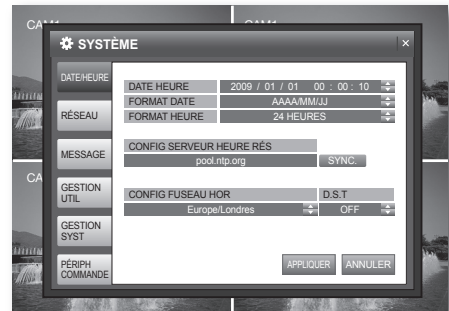 CAM1
SYSTÈME
×
DATE/HEURE
DATE HEURE 2009 / 01 / 01 00 : 00 : 10
FORMAT DATE AAAA/MM/JJ
RÉSEAU
FORMAT HEURE 24 HEURES
MESSAGE
CONFIG SERVEUR HEURE RÉS
pool.ntp.org SYNC.
CA
GESTION
UTIL
CONFIG FUSEAU HOR D.S.T
Europe/Londres OFF
GESTION
SYST
PÉRIPH
COMMANDE
APPLIQUER ANNULER